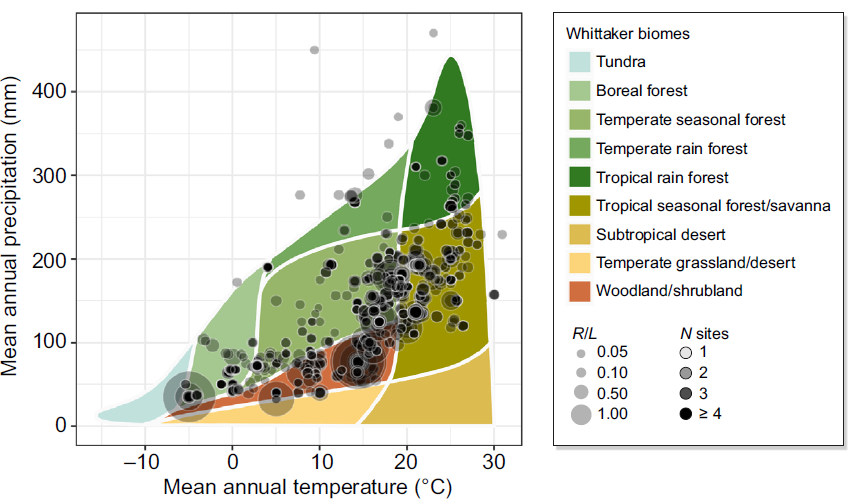 Mean annual precipitation (mm)
400
300
200
100
0
−10
0
10
20
30
Mean annual temperature (°C)
Whittaker biomes
Tundra
Boreal forest
Temperate seasonal forest
Temperate rain forest
Tropical rain forest
Tropical seasonal forest/savanna
Subtropical desert
Temperate grassland/desert
Woodland/shrubland
R/L
0.05
0.10
0.50
1.00
N sites
1
2
3
≥ 4